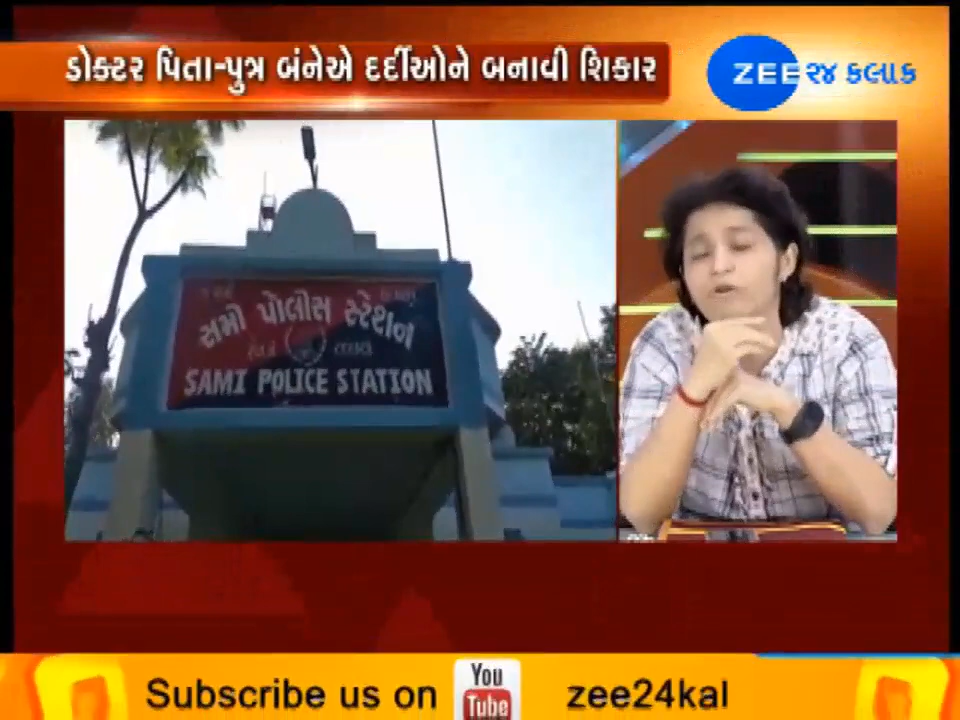 ડોક્ટર પિતા-પુત્ર બંનેએ દર્દીઓને બનાવી શિકાર
ZEE ૨૪ કલાક
સમી પોલીસ સ્ટેશન
SAMI POLICE STATION
Subscribe us on You Tube zee24kal